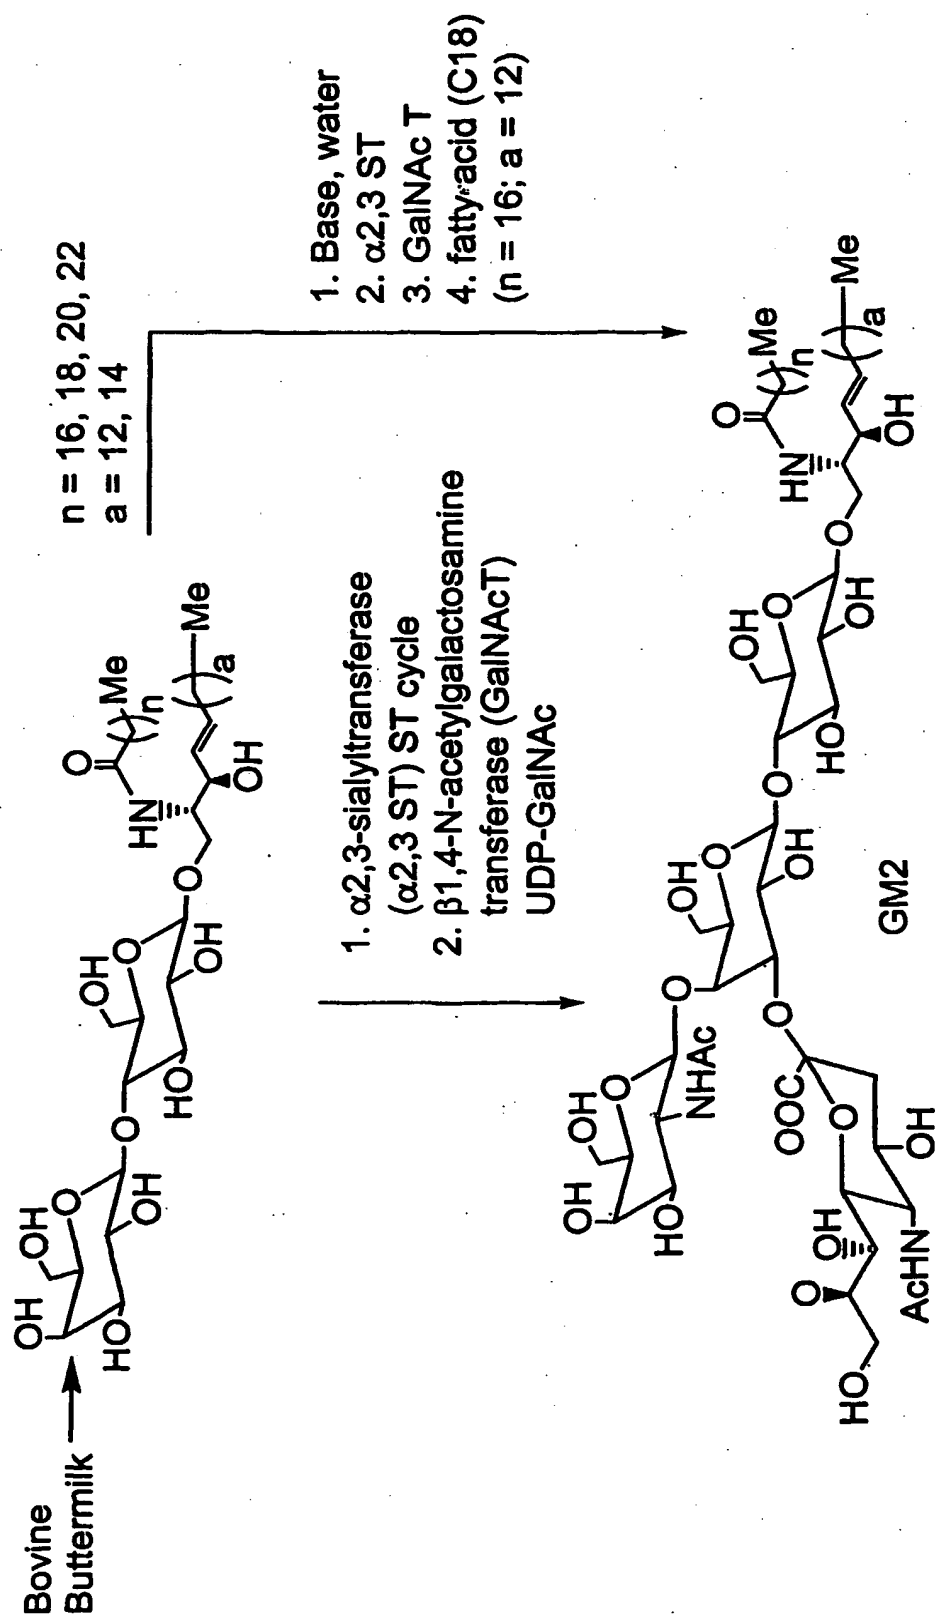 Bovine
Buttermilk
OH
OH
O
HO
OH
O
OH
O
HO
OH
O
O
HN
( )n
Me
OH
( )a
Me
n = 16, 18, 20, 22
a = 12, 14
1. α2,3-sialyltransferase
(α2,3 ST) ST cycle
2. β1,4-N-acetylgalactosamine
transferase (GalNAcT)
UDP-GalNAc
1. Base, water
2. α2,3 ST
3. GalNAc T
4. fatty acid (C18)
(n = 16; a = 12)
OH
OH
O
HO
NHAc
O
OH
O
OH
O
OH
O
HO
OH
O
O
HN
( )n
Me
OH
( )a
Me
O
OOC
O
OH
O
HO
AcHN
OH
GM2